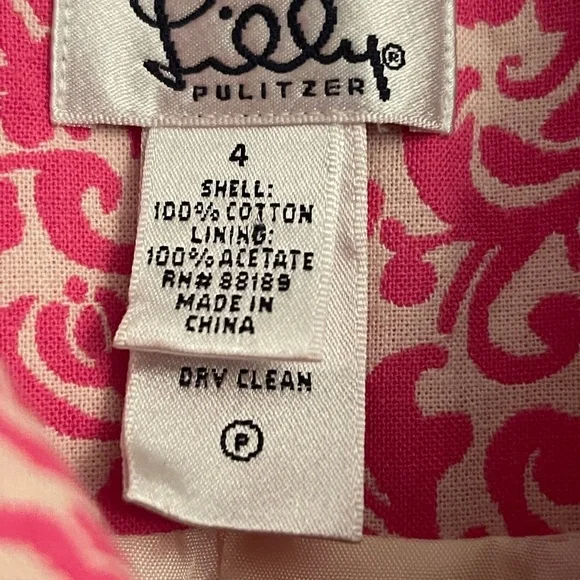 Lilly®
PULITZER
4
SHELL:
100% COTTON
LINING:
100% ACETATE
RN# 88189
MADE IN
CHINA
DRY CLEAN
P